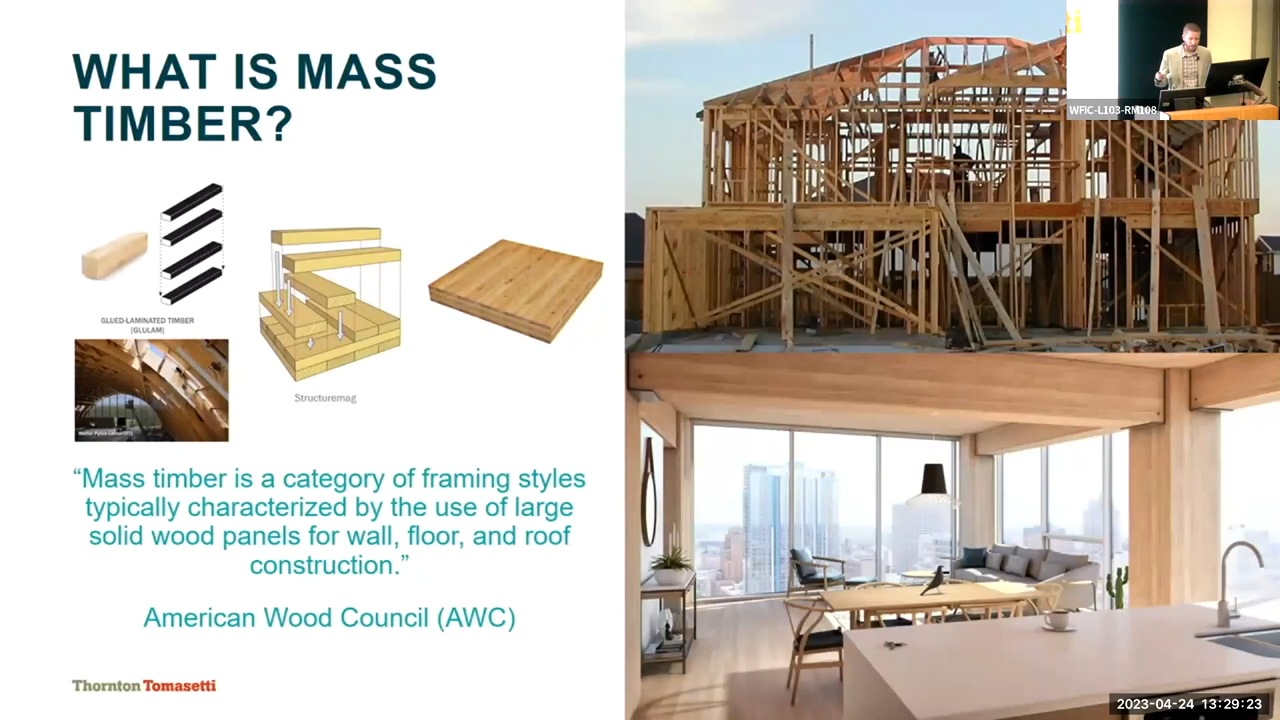 WHAT IS MASS
TIMBER?
GLUED-LAMINATED TIMBER
(GLULAM)
Structuremag
“Mass timber is a category of framing styles
typically characterized by the use of large
solid wood panels for wall, floor, and roof
construction.”
American Wood Council (AWC)
Thornton Tomasetti
WFIC-L103-RM108
2023-04-24 13:29:23